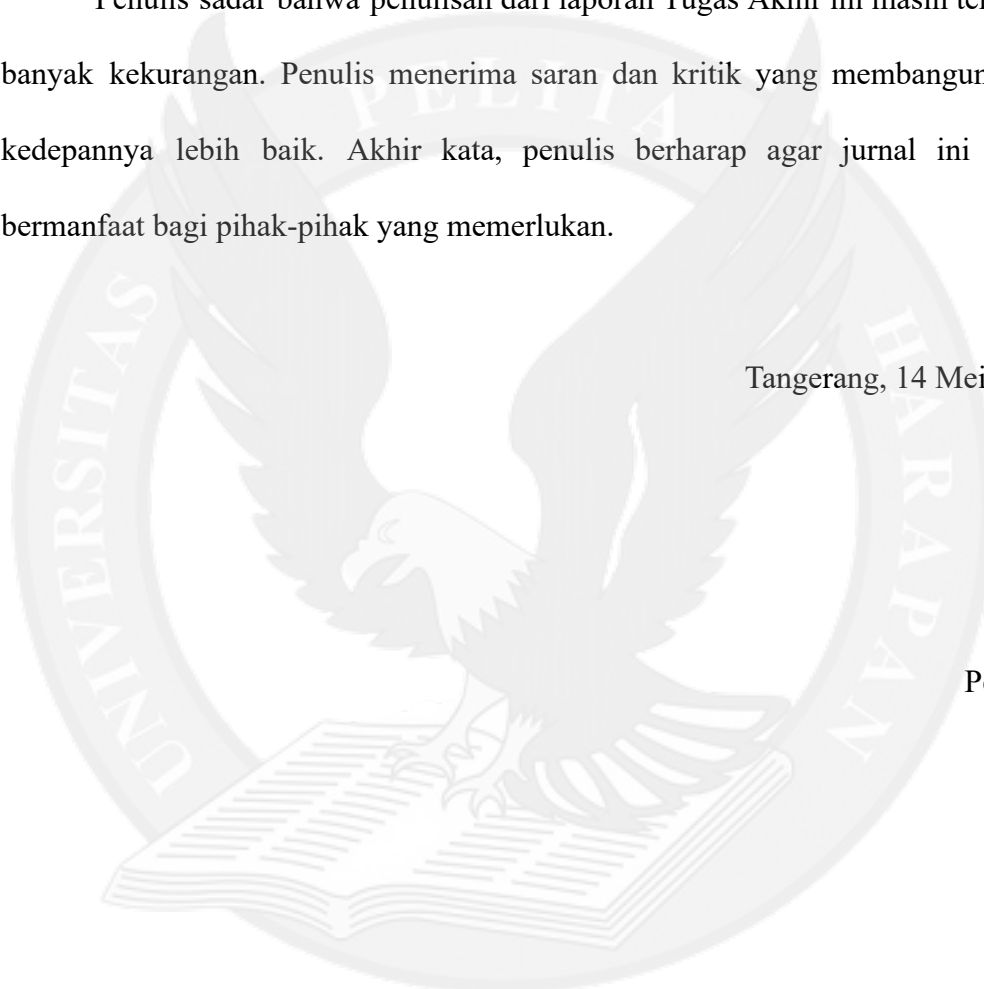 Penulis sadar bahwa penulisan dari laporan Tugas Akhir ini masih
banyak kekurangan. Penulis menerima saran dan kritik yang membangun
kedepannya lebih baik. Akhir kata, penulis berharap agar jurnal ini
bermanfaat bagi pihak-pihak yang memerlukan.
Tangerang, 14 Mei
UNIVERSITAS
PELITA
HARAPAN